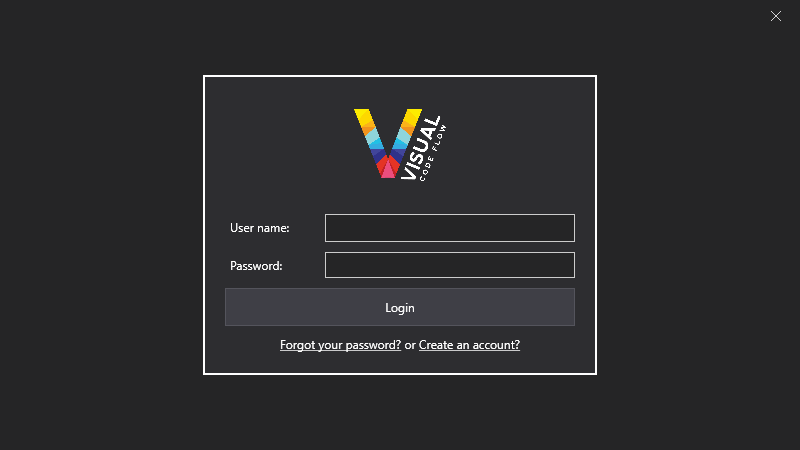 VISUAL
CODE FLOW
User name:
Password:
Login
Forgot your password? or Create an account?